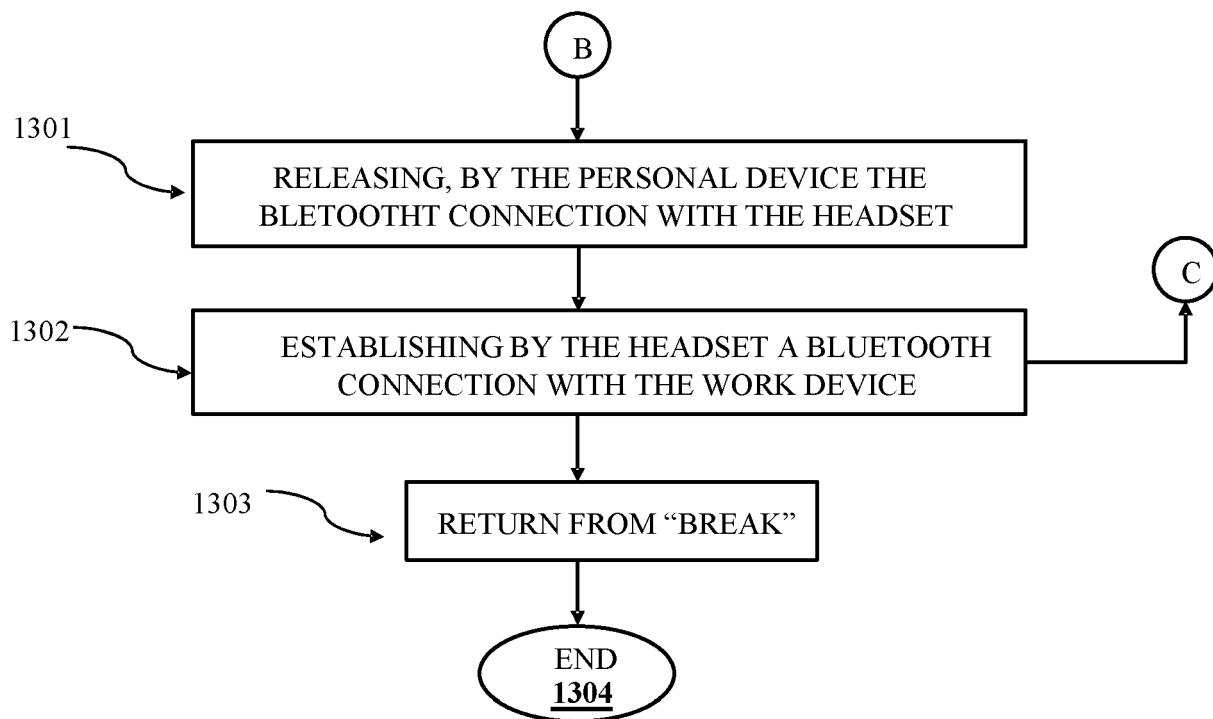 B
1301
RELEASING, BY THE PERSONAL DEVICE THE
BLETOOTHT CONNECTION WITH THE HEADSET
C
1302
ESTABLISHING BY THE HEADSET A BLUETOOTH
CONNECTION WITH THE WORK DEVICE
1303
RETURN FROM “BREAK”
END
1304